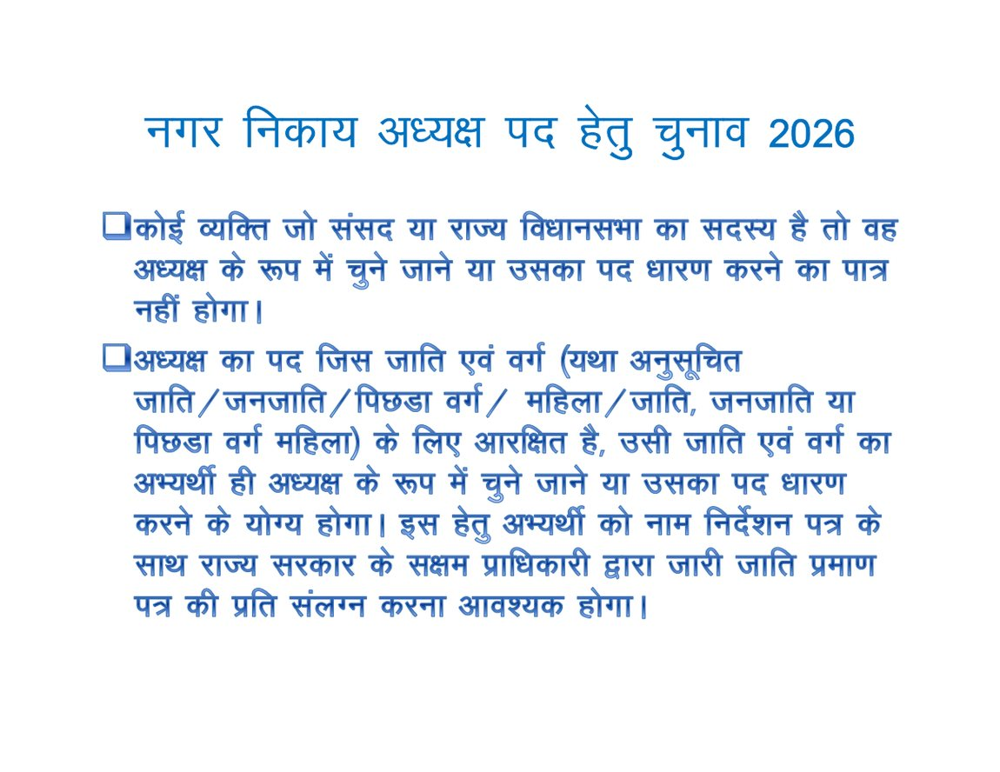 नगर निकाय अध्यक्ष पद हेतु चुनाव 2026
कोई व्यक्ति जो संसद या राज्य विधानसभा का सदस्य है तो वह
अध्यक्ष के रूप में चुने जाने या उसका पद धारण करने का पात्र
नहीं होगा।
अध्यक्ष का पद जिस जाति एवं वर्ग (यथा अनुसूचित
जाति/जनजाति/पिछडा वर्ग/ महिला/जाति, जनजाति या
पिछडा वर्ग महिला) के लिए आरक्षित है, उसी जाति एवं वर्ग का
अभ्यर्थी ही अध्यक्ष के रूप में चुने जाने या उसका पद धारण
करने के योग्य होगा। इस हेतु अभ्यर्थी को नाम निर्देशन पत्र के
साथ राज्य सरकार के सक्षम प्राधिकारी द्वारा जारी जाति प्रमाण
पत्र की प्रति संलग्न करना आवश्यक होगा।